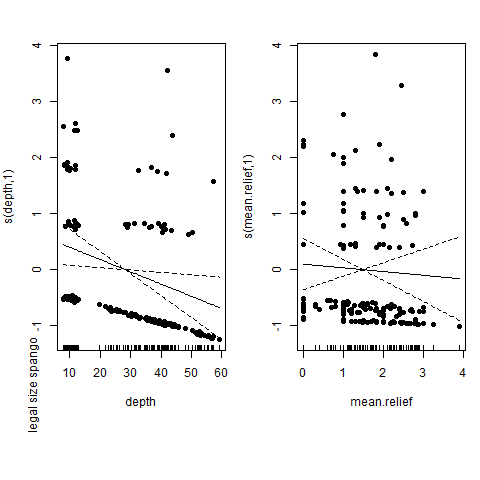 s(depth,1)
-1 0 1 2 3 4
10 20 30 40 50 60
depth
legal size spango
s(mean.relief,1)
-1 0 1 2 3 4
0 1 2 3 4
mean.relief